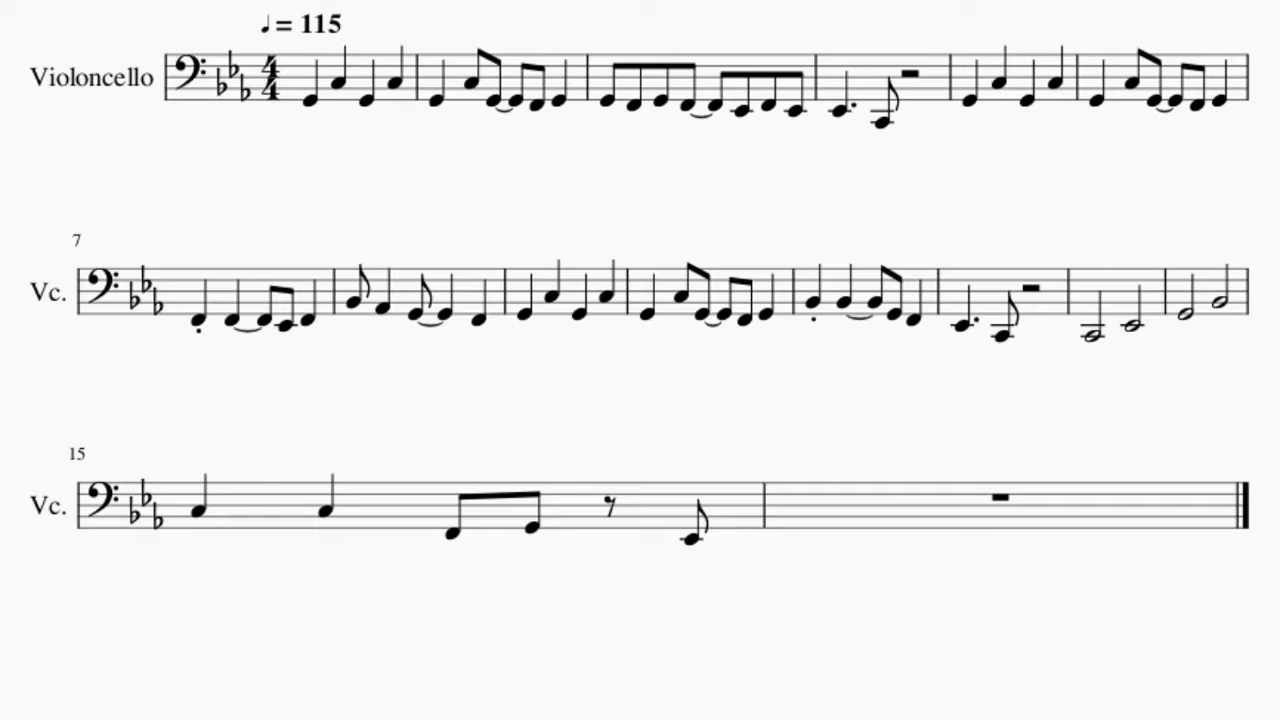 ♩ = 115
Violoncello
4
4
7
Vc.
15
Vc.